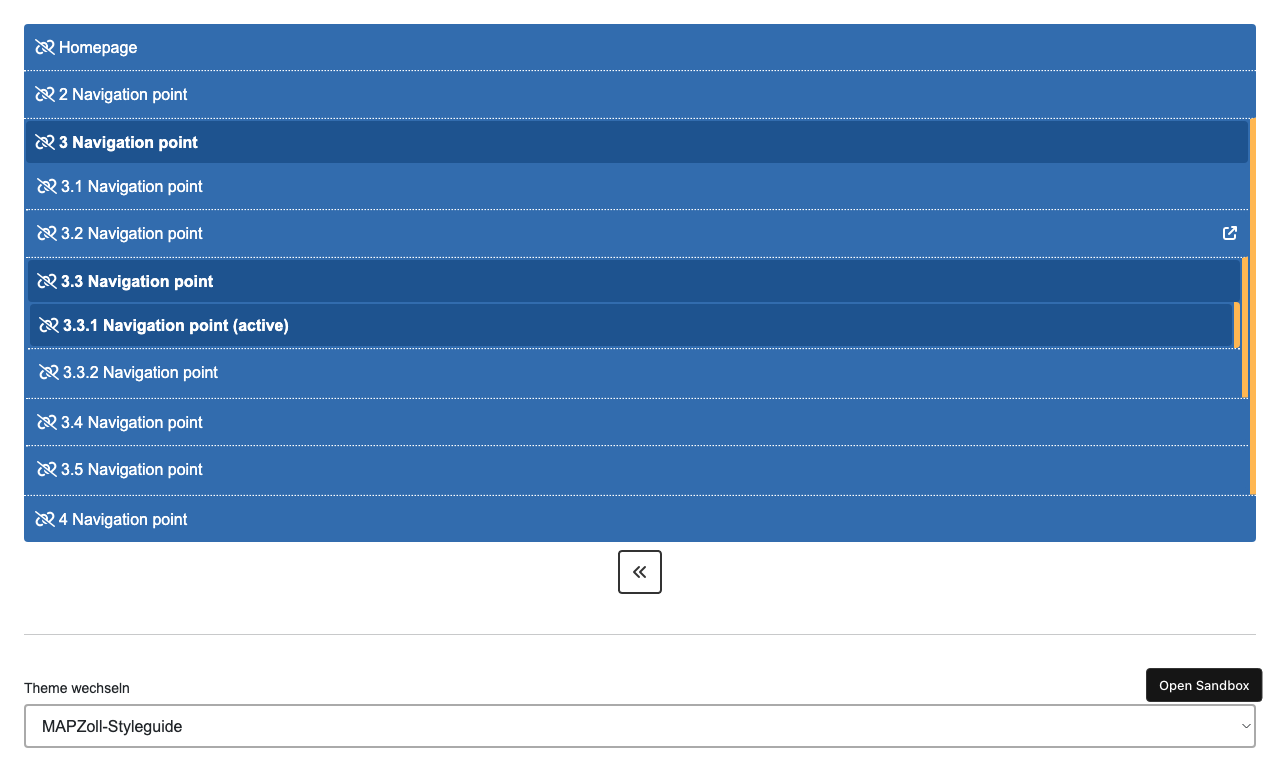 Homepage
2 Navigation point
3 Navigation point
3.1 Navigation point
3.2 Navigation point
3.3 Navigation point
3.3.1 Navigation point (active)
3.3.2 Navigation point
3.4 Navigation point
3.5 Navigation point
4 Navigation point
Theme wechseln
Open Sandbox
MAPZoll-Styleguide